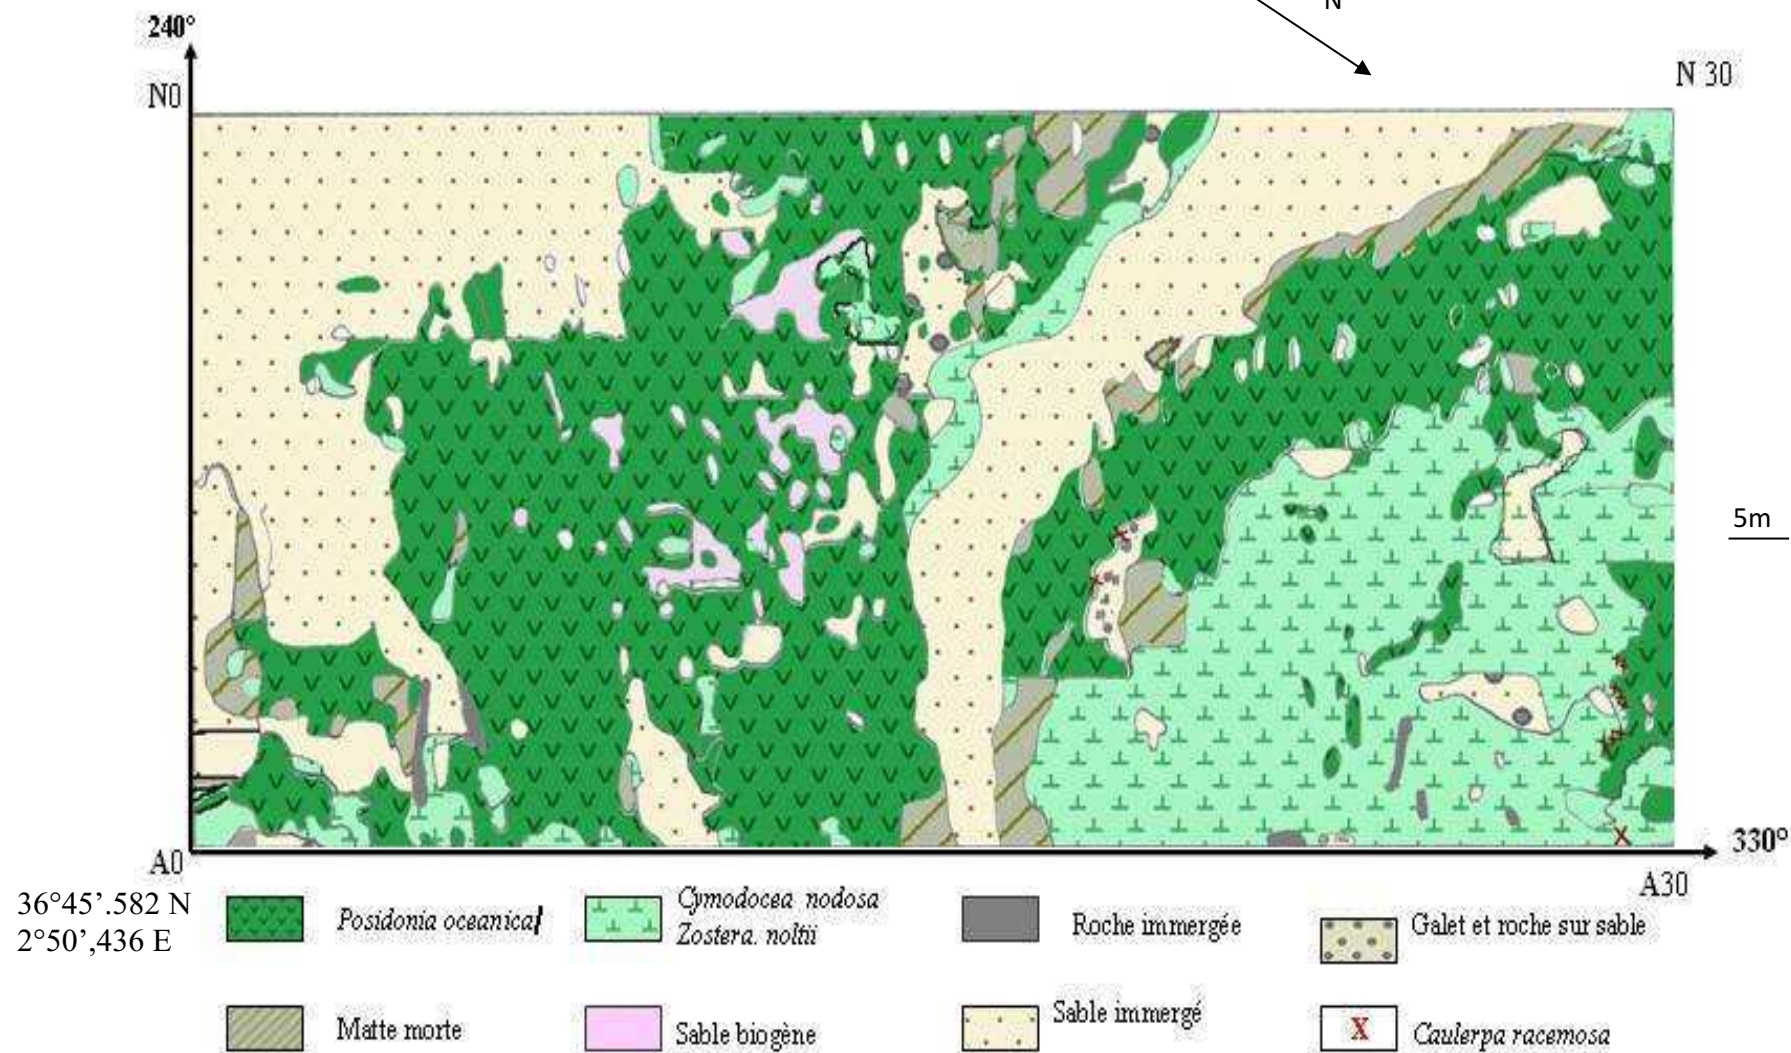 N
240°
N 30
N0
5m
330°
A0
A30
36°45'.582 N
2°50',436 E
Posidonia oceanica
Cymodocea nodosa
Zostera. noltii
Roche immergée
Galet et roche sur sable
Matte morte
Sable biogène
Sable immergé
X
Caulerpa racemosa